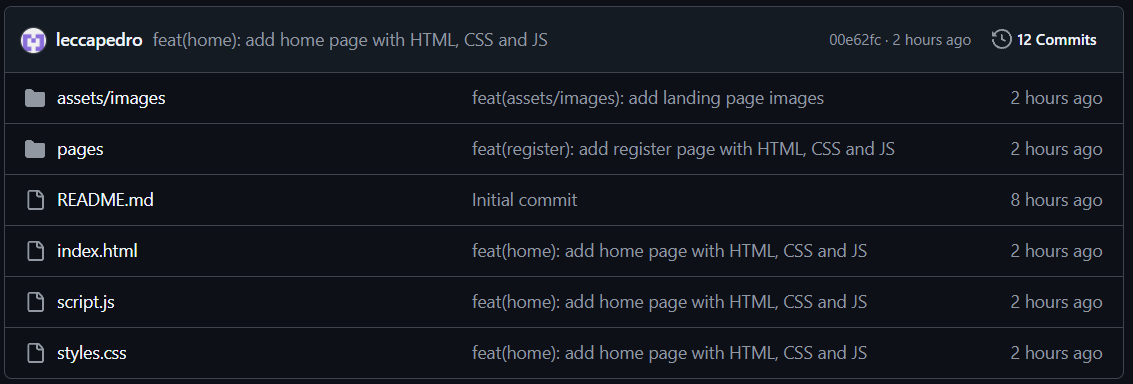 leccapedro feat(home): add home page with HTML, CSS and JS 00e62fc · 2 hours ago 12 Commits
assets/images feat(assets/images): add landing page images 2 hours ago
pages feat(register): add register page with HTML, CSS and JS 2 hours ago
README.md Initial commit 8 hours ago
index.html feat(home): add home page with HTML, CSS and JS 2 hours ago
script.js feat(home): add home page with HTML, CSS and JS 2 hours ago
styles.css feat(home): add home page with HTML, CSS and JS 2 hours ago